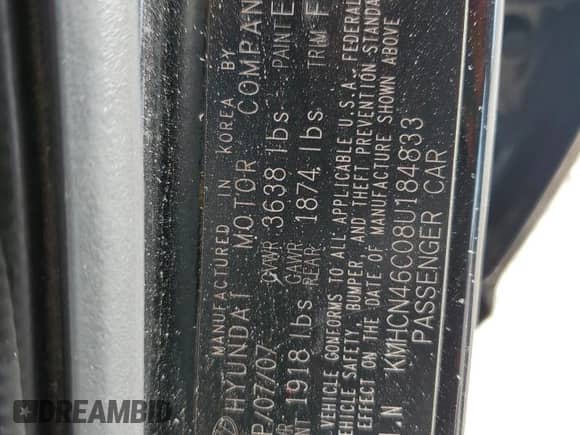 MANUFACTURED IN KOREA BY
HYUNDAI MOTOR COMPAN
P/07/07 GVWR 3638 lbs PAINT E
NT 1918 lbs GAWR REAR 1874 lbs TRIM F
VEHICLE CONFORMS TO ALL APPLICABLE U.S.A. FEDERAL
EHICLE SAFETY, BUMPER, AND THEFT PREVENTION STANDA
EFFECT ON THE DATE OF MANUFACTURE SHOWN ABOVE
I.N KMHCN46C08U184833
PASSENGER CAR
DREAMBID